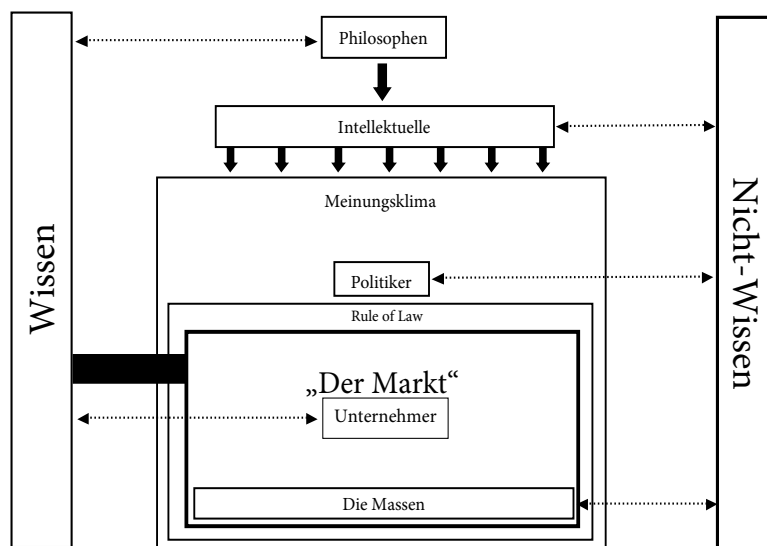 Philosophen
Intellektuelle
Meinungsklima
Politiker
Rule of Law
„Der Markt“
Unternehmer
Die Massen
Wissen
Nicht-Wissen